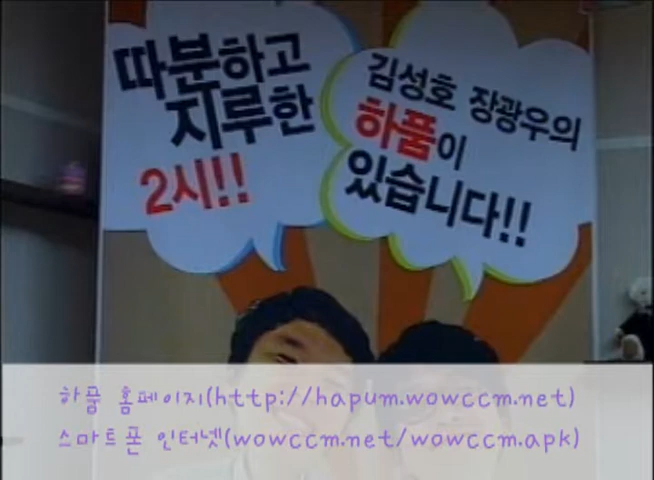 따분하고
지루한
2시!!
김성호 장광우의
하품이
있습니다!!
하품 홈페이지(http://hapum.wowccm.net)
스마트폰 인터넷(wowccm.net/wowccm.apk)